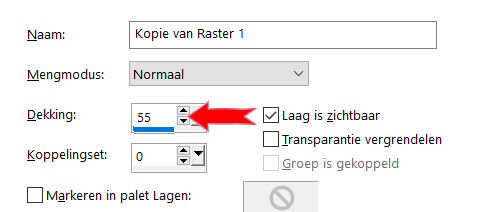 Naam: Kopie van Raster 1
Mengmodus: Normaal
Dekking: 55 Laag is zichtbaar
Transparantie vergrendelen
Koppelingset: 0 Groep is gekoppeld
Markeren in palet Lagen: